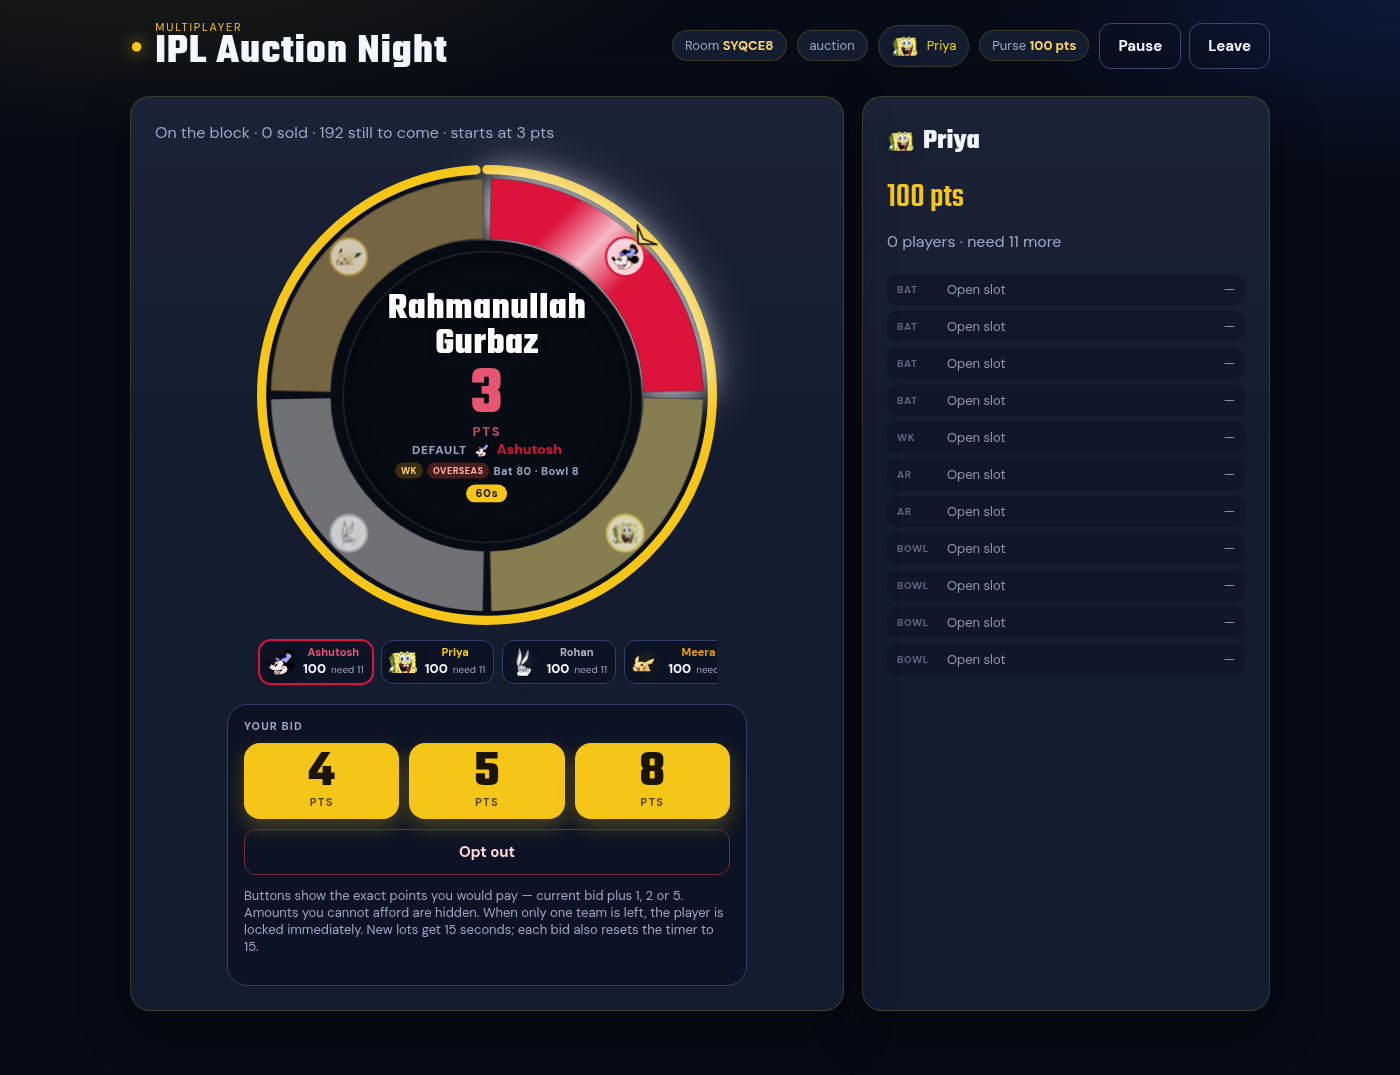 MULTIPLAYER
IPL Auction Night
Room SYQCE8
auction
Priya
Purse 100 pts
Pause
Leave
On the block · 0 sold · 192 still to come · starts at 3 pts
Rahmanullah
Gurbaz
3
PTS
DEFAULT Ashutosh
WK OVERSEAS Bat 80 · Bowl 8
60s
Ashutosh
100 need 11
Priya
100 need 11
Rohan
100 need 11
Meera
100 need
YOUR BID
4
PTS
5
PTS
8
PTS
Opt out
Buttons show the exact points you would pay — current bid plus 1, 2 or 5.
Amounts you cannot afford are hidden. When only one team is left, the player is
locked immediately. New lots get 15 seconds; each bid also resets the timer to
15.
Priya
100 pts
0 players · need 11 more
BAT Open slot —
BAT Open slot —
BAT Open slot —
BAT Open slot —
WK Open slot —
AR Open slot —
AR Open slot —
BOWL Open slot —
BOWL Open slot —
BOWL Open slot —
BOWL Open slot —